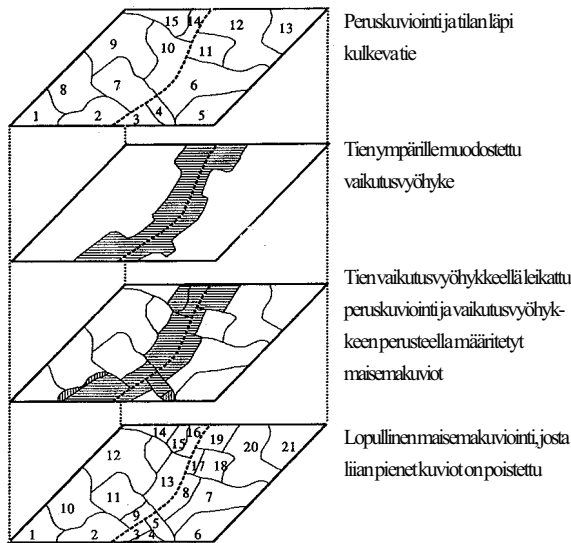 15 14
9 10 12 13
11
8 7 6
1 2 3 4 5
Peruskuviointi ja tilan läpi
kulkeva tie
Tien ympärille muodostettu
vaikutusvyöhyke
Tien vaikutusvyöhykkeellä leikattu
peruskuviointi ja vaikutusvyöhyk-
keen perusteella määritetyt
maisemakuviot
14 16 19
15 20 21
12 17 18
13
10 11 8 7
9 5
1 2 3 4 6
Lopullinen maisemakuviointi, josta
liian pienet kuviot on poistettu